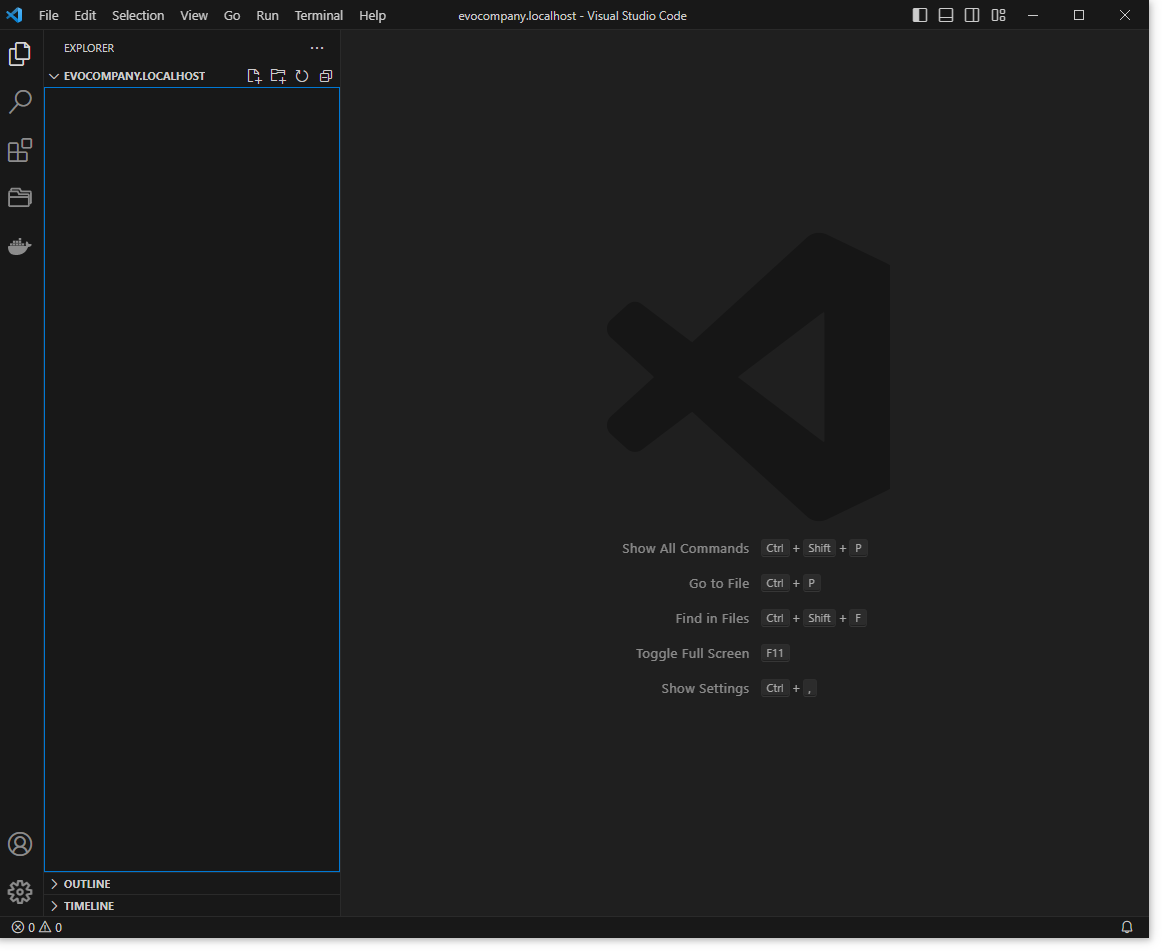 File Edit Selection View Go Run Terminal Help evocompany.localhost - Visual Studio Code
EXPLORER
EVOCOMPANY.LOCALHOST
Show All Commands Ctrl + Shift + P
Go to File Ctrl + P
Find in Files Ctrl + Shift + F
Toggle Full Screen F11
Show Settings Ctrl + ,
OUTLINE
TIMELINE
0 0